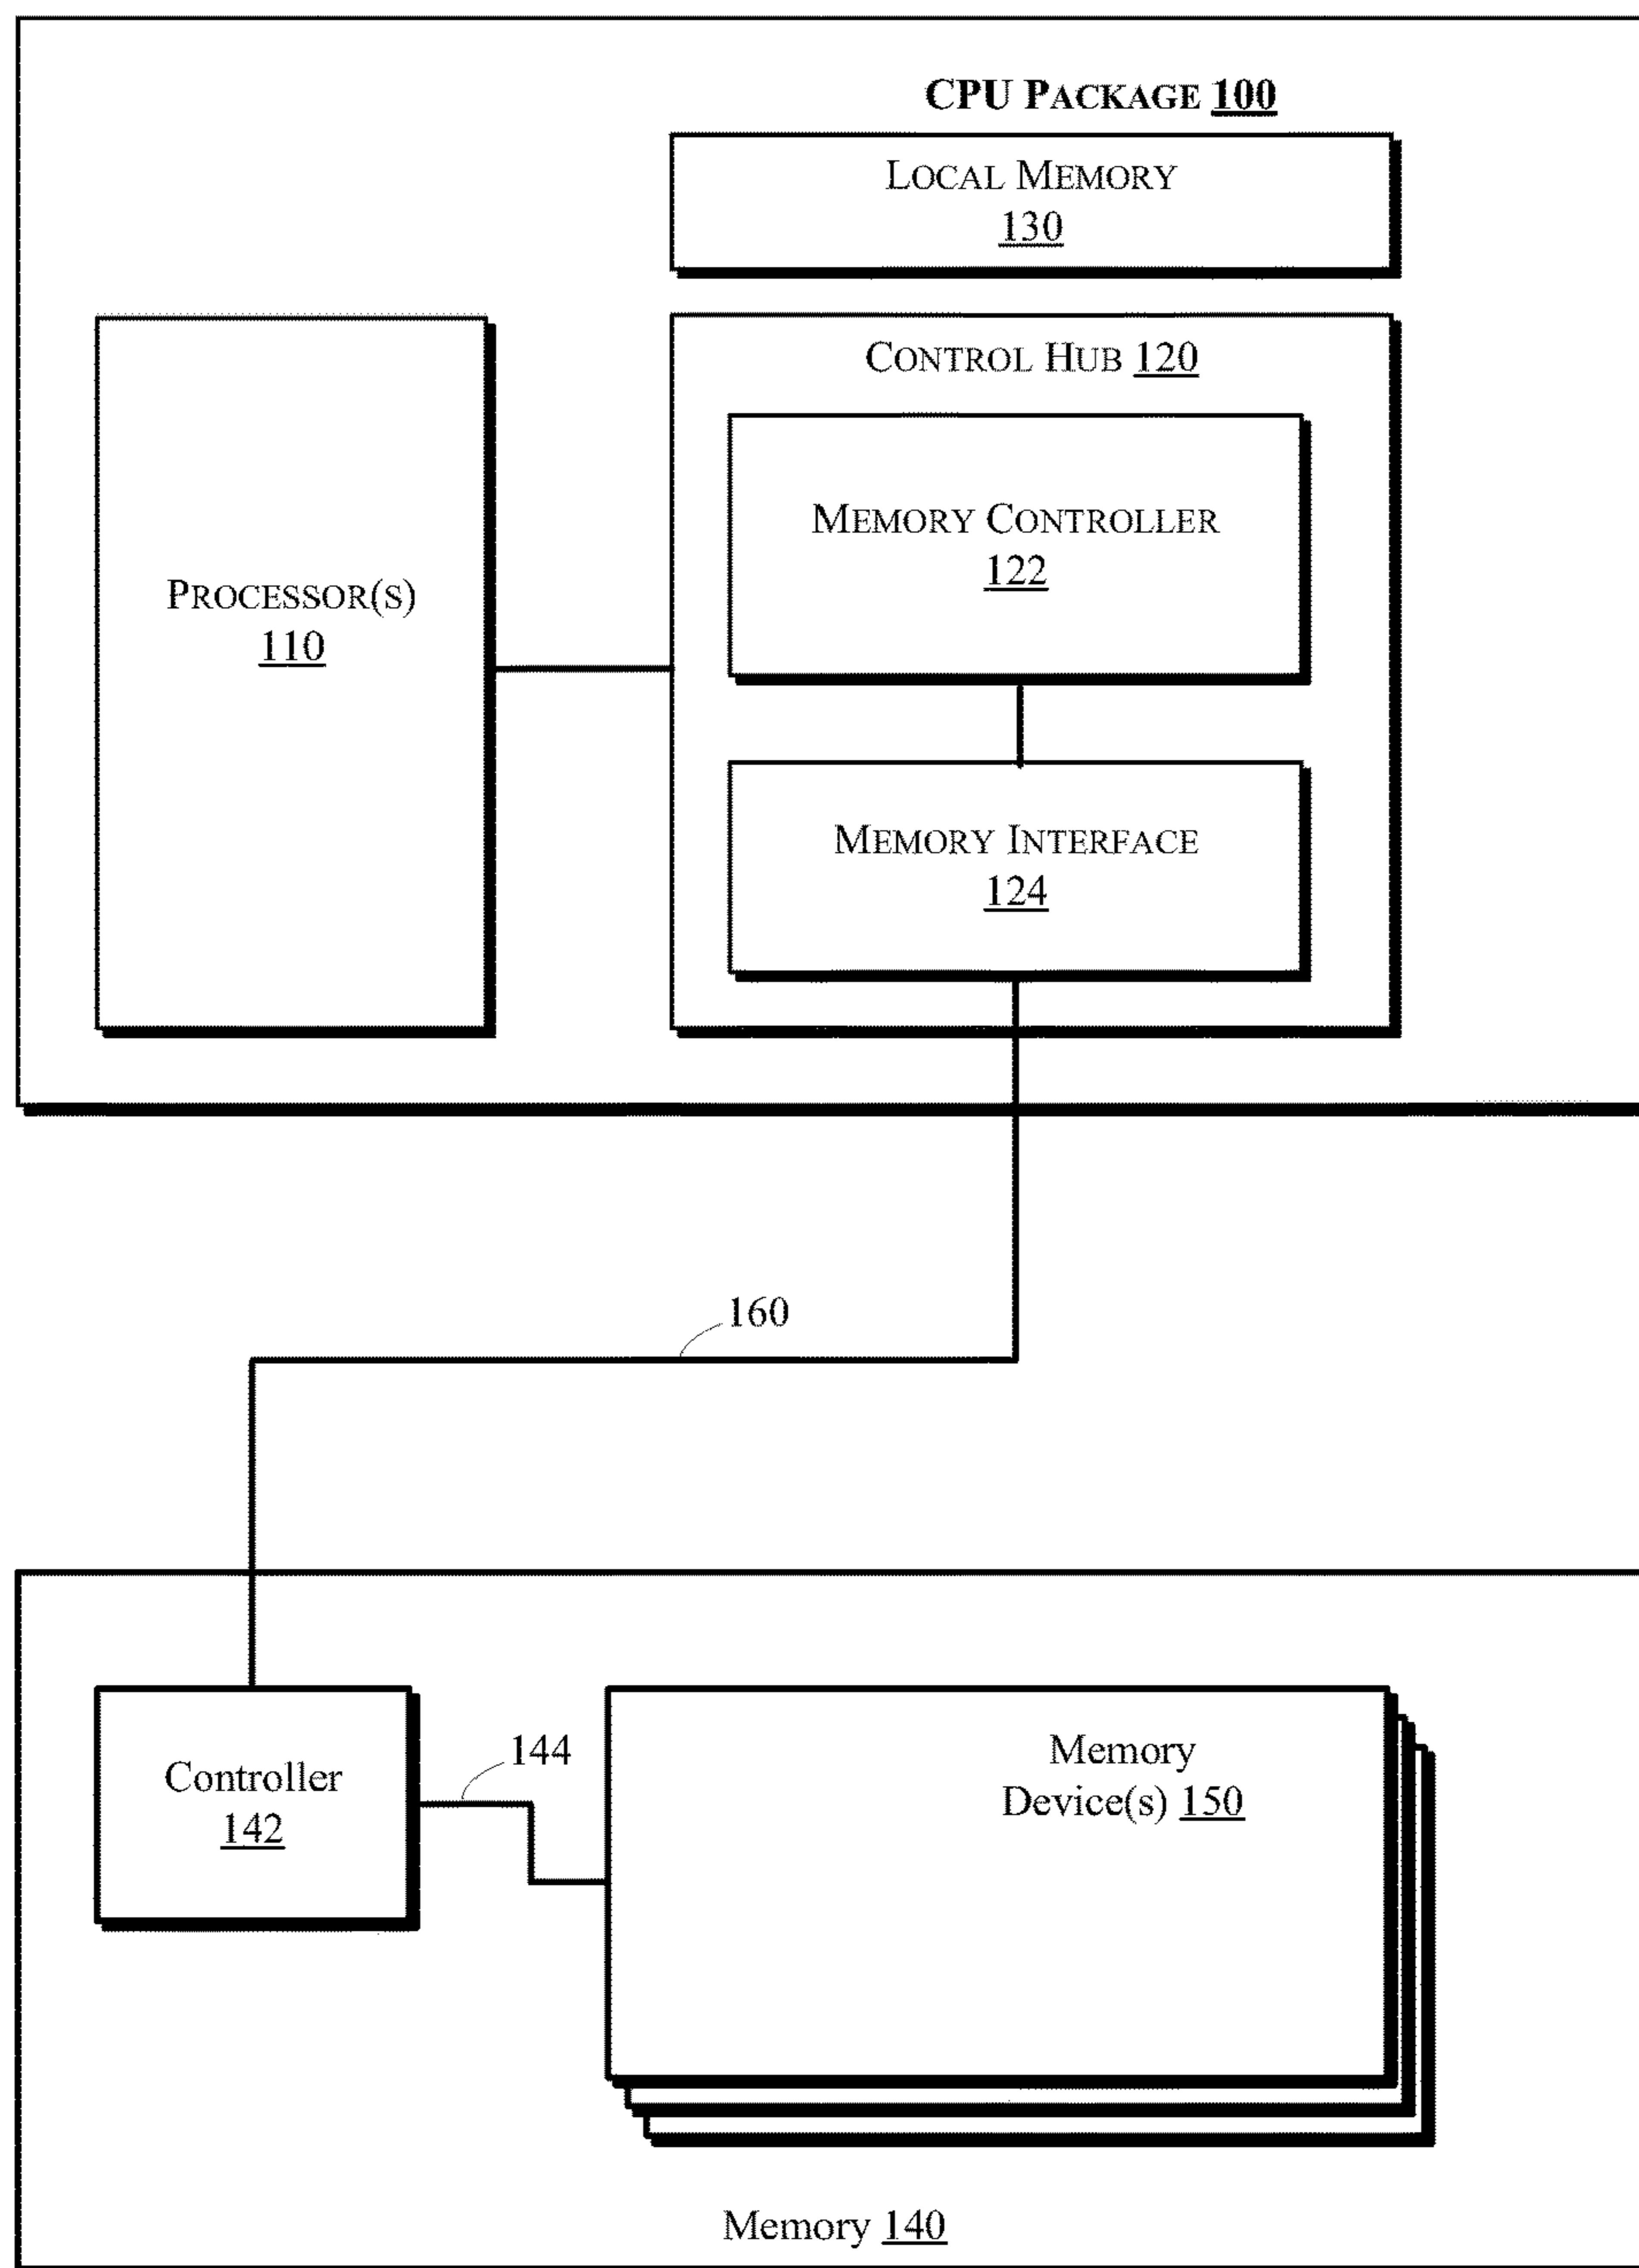 CPU PACKAGE 100
LOCAL MEMORY
130
CONTROL HUB 120
MEMORY CONTROLLER
122
PROCESSOR(S)
110
MEMORY INTERFACE
124
160
144
Controller
142
Memory
Device(s) 150
Memory 140